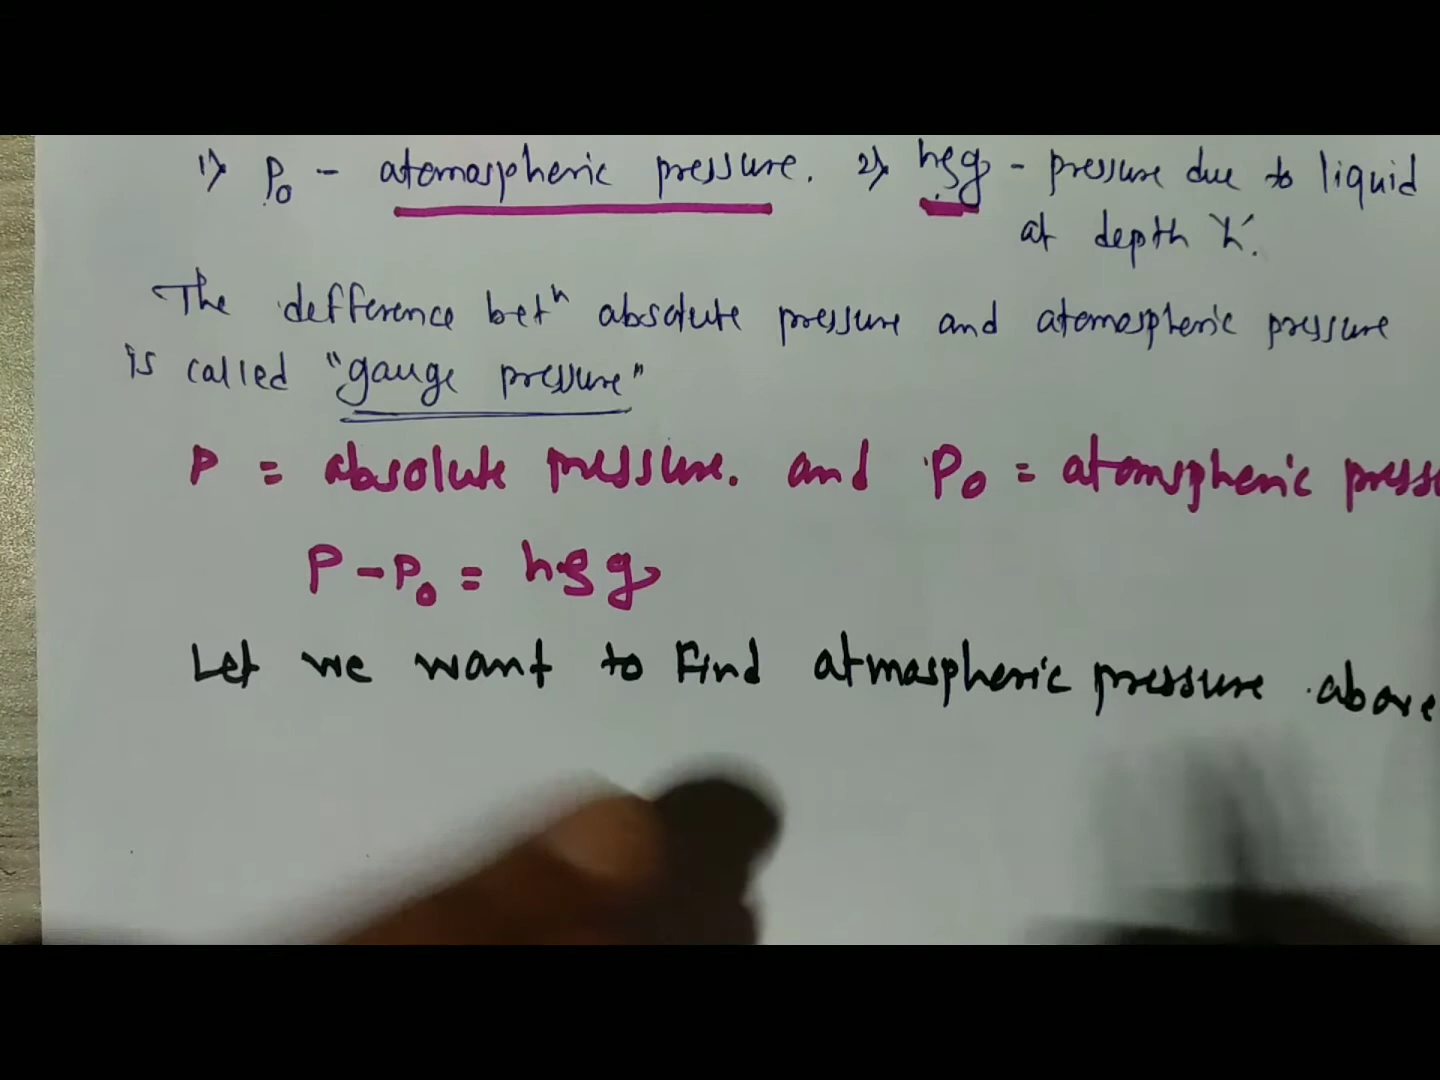 1) P₀ - atomospheric pressure. 2) hρg - pressure due to liquid
at depth 'h'.
The defference betⁿ absolute pressure and atomospheric pressure
is called "gauge pressure"
P = absolute pressure. and P₀ = atomspheric press
P - P₀ = hρg
Let we want to Find atmospheric pressure above